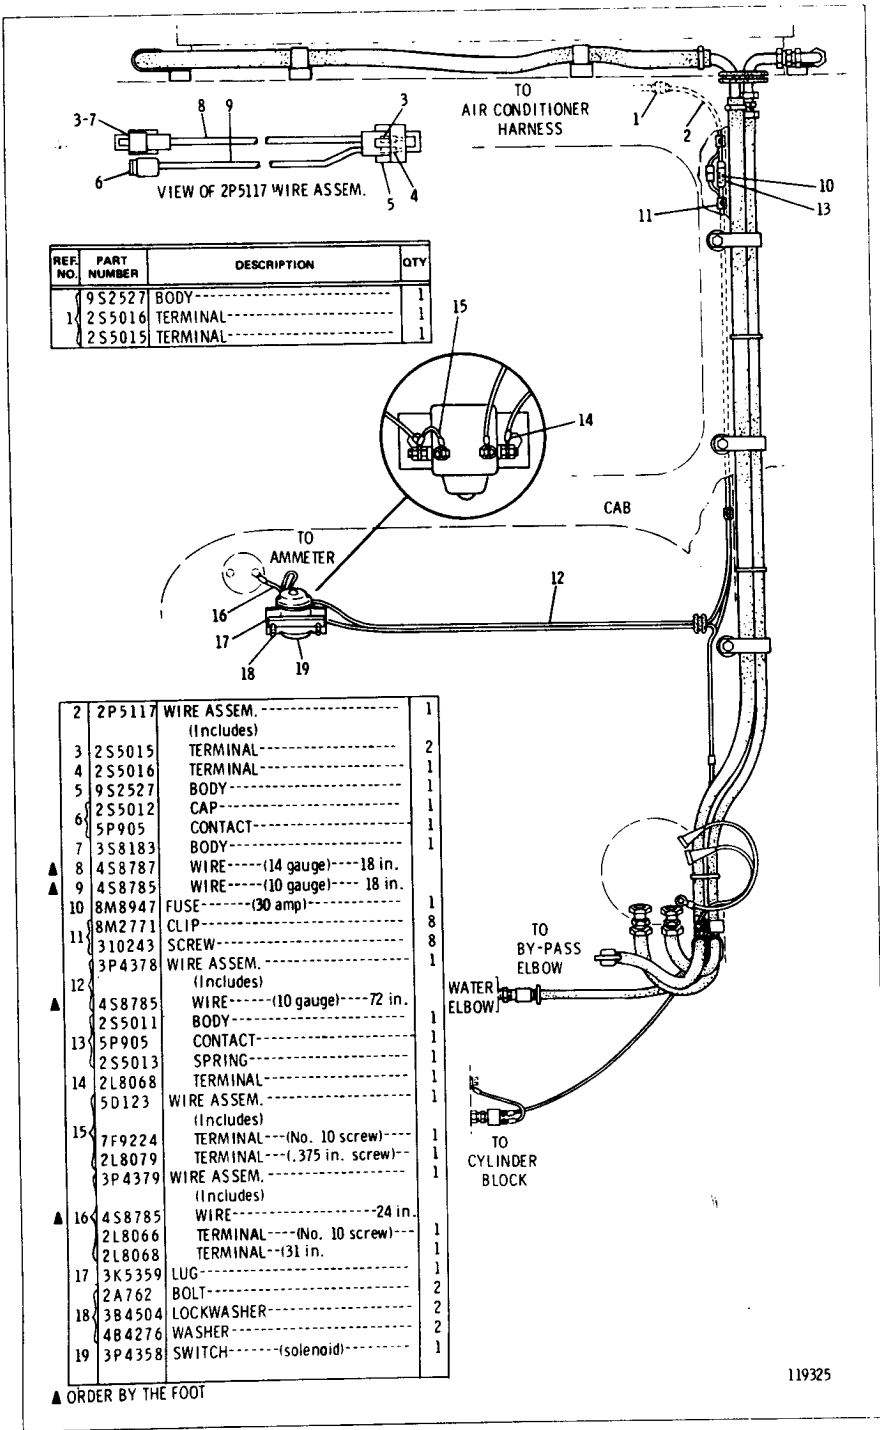 TO
AIR CONDITIONER
HARNESS
1
2
3-7
8
9
3
6
5
4
VIEW OF 2P5117 WIRE ASSEM.
10
13
11
REF. NO. PART NUMBER DESCRIPTION QTY
1 9S2527 BODY 1
2S5016 TERMINAL 1
2S5015 TERMINAL 1
15
14
CAB
TO
AMMETER
16
17
18
19
12
2 2P5117 WIRE ASSEM. 1
(Includes)
3 2S5015 TERMINAL 2
4 2S5016 TERMINAL 1
5 9S2527 BODY 1
6 2S5012 CAP 1
5P905 CONTACT 1
7 3S8183 BODY 1
▲ 8 4S8787 WIRE-----(14 gauge)----18 in.
▲ 9 4S8785 WIRE-----(10 gauge)---- 18 in.
10 8M8947 FUSE-------(30 amp) 1
11 8M2771 CLIP 8
310243 SCREW 8
12 3P4378 WIRE ASSEM. 1
(Includes)
▲ 4S8785 WIRE------(10 gauge)----72 in.
13 2S5011 BODY 1
5P905 CONTACT 1
2S5013 SPRING 1
14 2L8068 TERMINAL 1
15 5D123 WIRE ASSEM. 1
(Includes)
7F9224 TERMINAL---(No. 10 screw)---- 1
2L8079 TERMINAL---(.375 in. screw)-- 1
16 3P4379 WIRE ASSEM. 1
(Includes)
▲ 4S8785 WIRE 24 in.
2L8066 TERMINAL----(No. 10 screw)--- 1
2L8068 TERMINAL--(31 in. 1
17 3K5359 LUG 1
18 2A762 BOLT 2
3B4504 LOCKWASHER 2
4B4276 WASHER 2
19 3P4358 SWITCH-------(solenoid) 1
▲ ORDER BY THE FOOT
TO
BY-PASS
ELBOW
WATER
ELBOW
TO
CYLINDER
BLOCK
119325